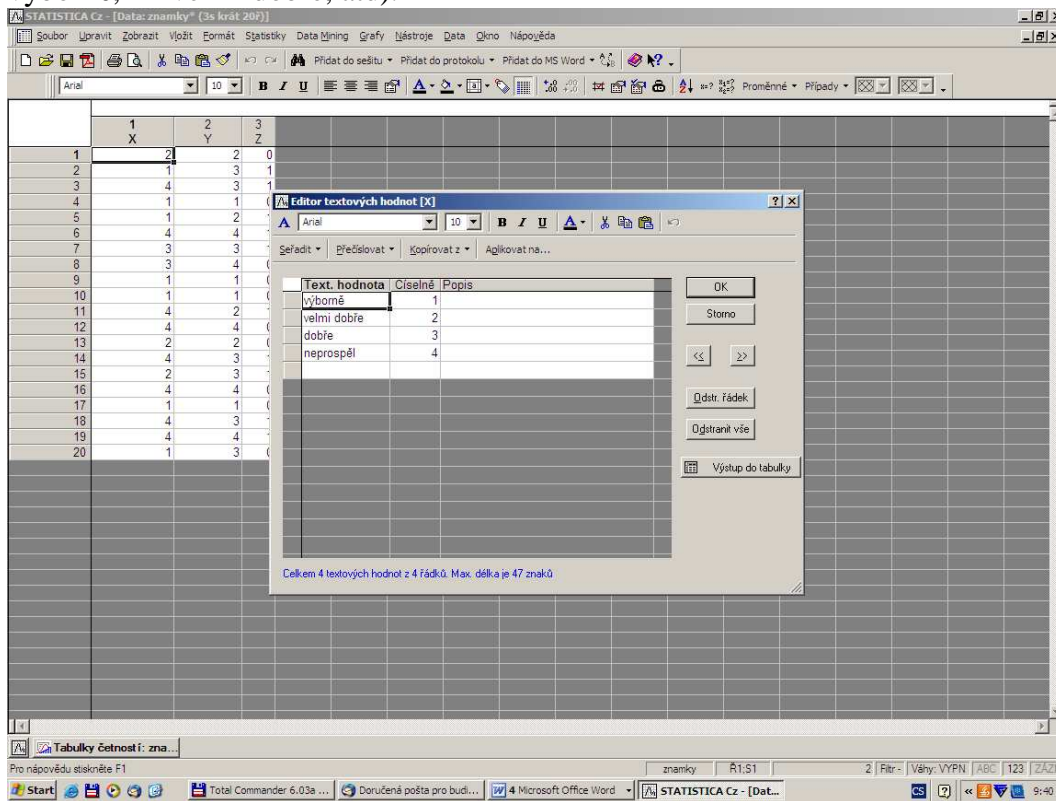 STATISTICA Cz - [Data: znamky* (3s krát 20ř)]
Soubor Upravit Zobrazit Vložit Formát Statistiky Data Mining Grafy Nástroje Data Okno Nápověda
Přidat do sešitu Přidat do protokolu Přidat do MS Word
Arial 10 B I U Proměnné Případy
1 2 3
X Y Z
1 2 2 0
2 1 3 1
3 4 3 1
4 1 1
5 1 2
6 4 4
7 3 3
8 3 4
9 1 1
10 1 1
11 4 2
12 4 4
13 2 2
14 4 3
15 2 3
16 4 4
17 1 1
18 4 3
19 4 4
20 1 3
Editor textových hodnot [X]
Arial 10 B I U
Seřadit Přečíslovat Kopírovat z Aplikovat na...
Text. hodnota Číselně Popis
výborně 1
velmi dobře 2
dobře 3
neprospěl 4
OK
Storno
<< >>
Odstr. řádek
Odstranit vše
Výstup do tabulky
Celkem 4 textových hodnot z 4 řádků. Max. délka je 47 znaků
Tabulky četností: zna...
Pro nápovědu stiskněte F1 znamky Ř1;S1 2 Filtr - Váhy: VYPN ABC 123
Start Total Commander 6.03a ... Doručená pošta pro budi... 4 Microsoft Office Word STATISTICA Cz - [Dat... CS 9:40